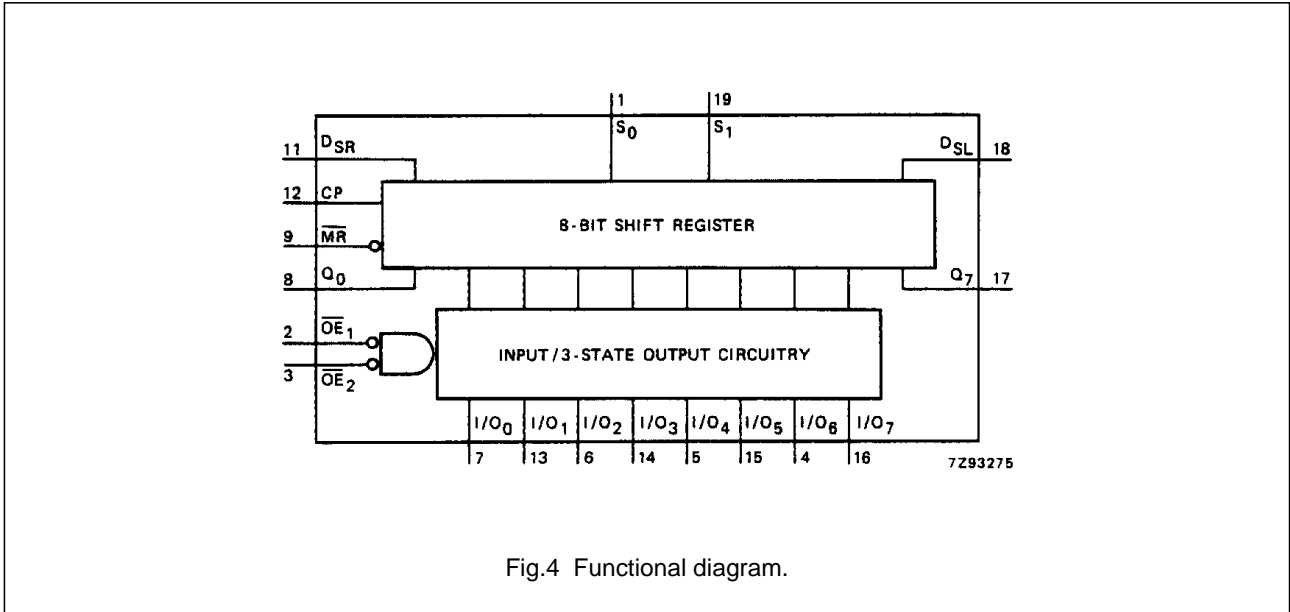 1 19
S0 S1
11 DSR DSL 18
12 CP
8-BIT SHIFT REGISTER
9 MR
8 Q0 Q7 17
2 OE1
INPUT/3-STATE OUTPUT CIRCUITRY
3 OE2
I/O0 I/O1 I/O2 I/O3 I/O4 I/O5 I/O6 I/O7
7 13 6 14 5 15 4 16
7Z93275
Fig.4 Functional diagram.